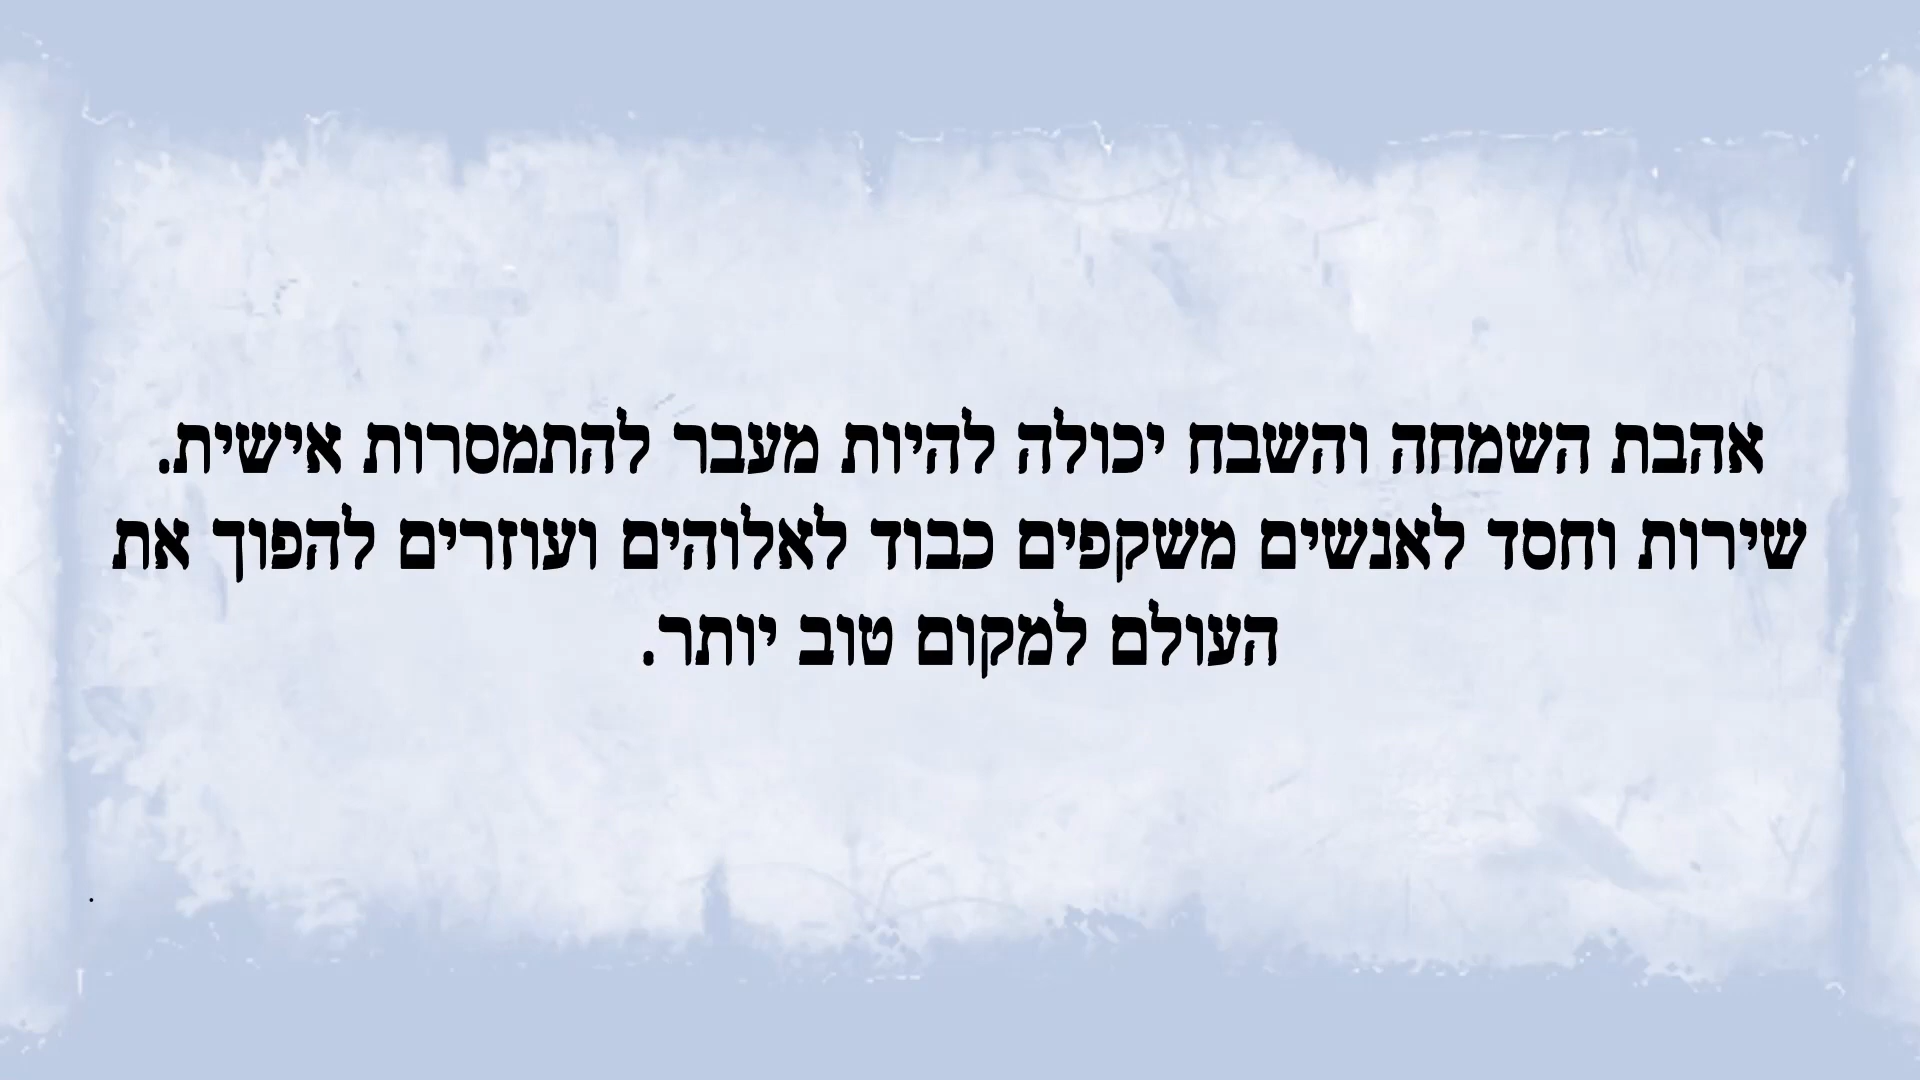 אהבת השמחה והשבח יכולה להיות מעבר להתמסרות אישית.
שירות וחסד לאנשים משקפים כבוד לאלוהים ועוזרים להפוך את
העולם למקום טוב יותר.
.